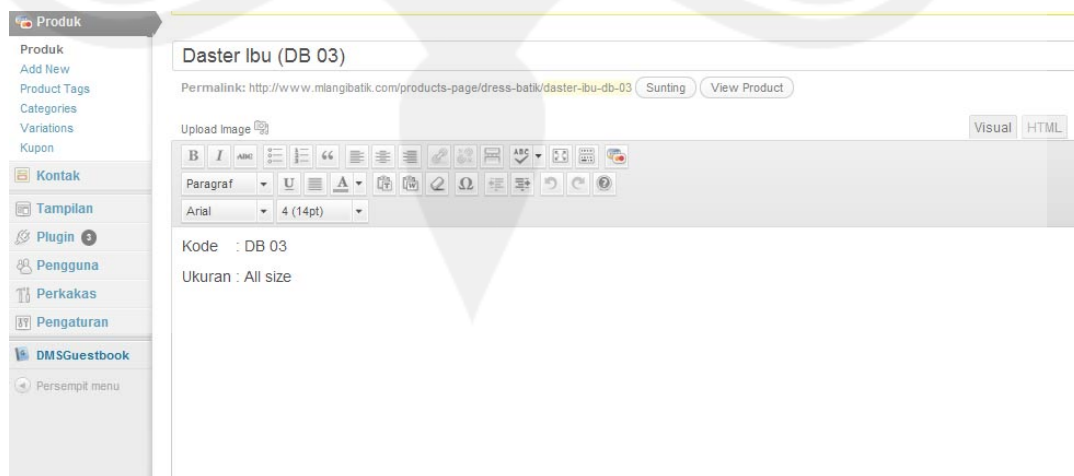 Produk
Produk
Add New
Product Tags
Categories
Variations
Kupon
Kontak
Tampilan
Plugin 3
Pengguna
Perkakas
Pengaturan
DMSGuestbook
Persempit menu
Daster Ibu (DB 03)
Permalink: http://www.mlangibatik.com/products-page/dress-batik/daster-ibu-db-03 Sunting View Product
Upload Image Visual HTML
B I ABC ABC
Paragraf U A T W Ω
Arial 4 (14pt)
Kode : DB 03
Ukuran : All size